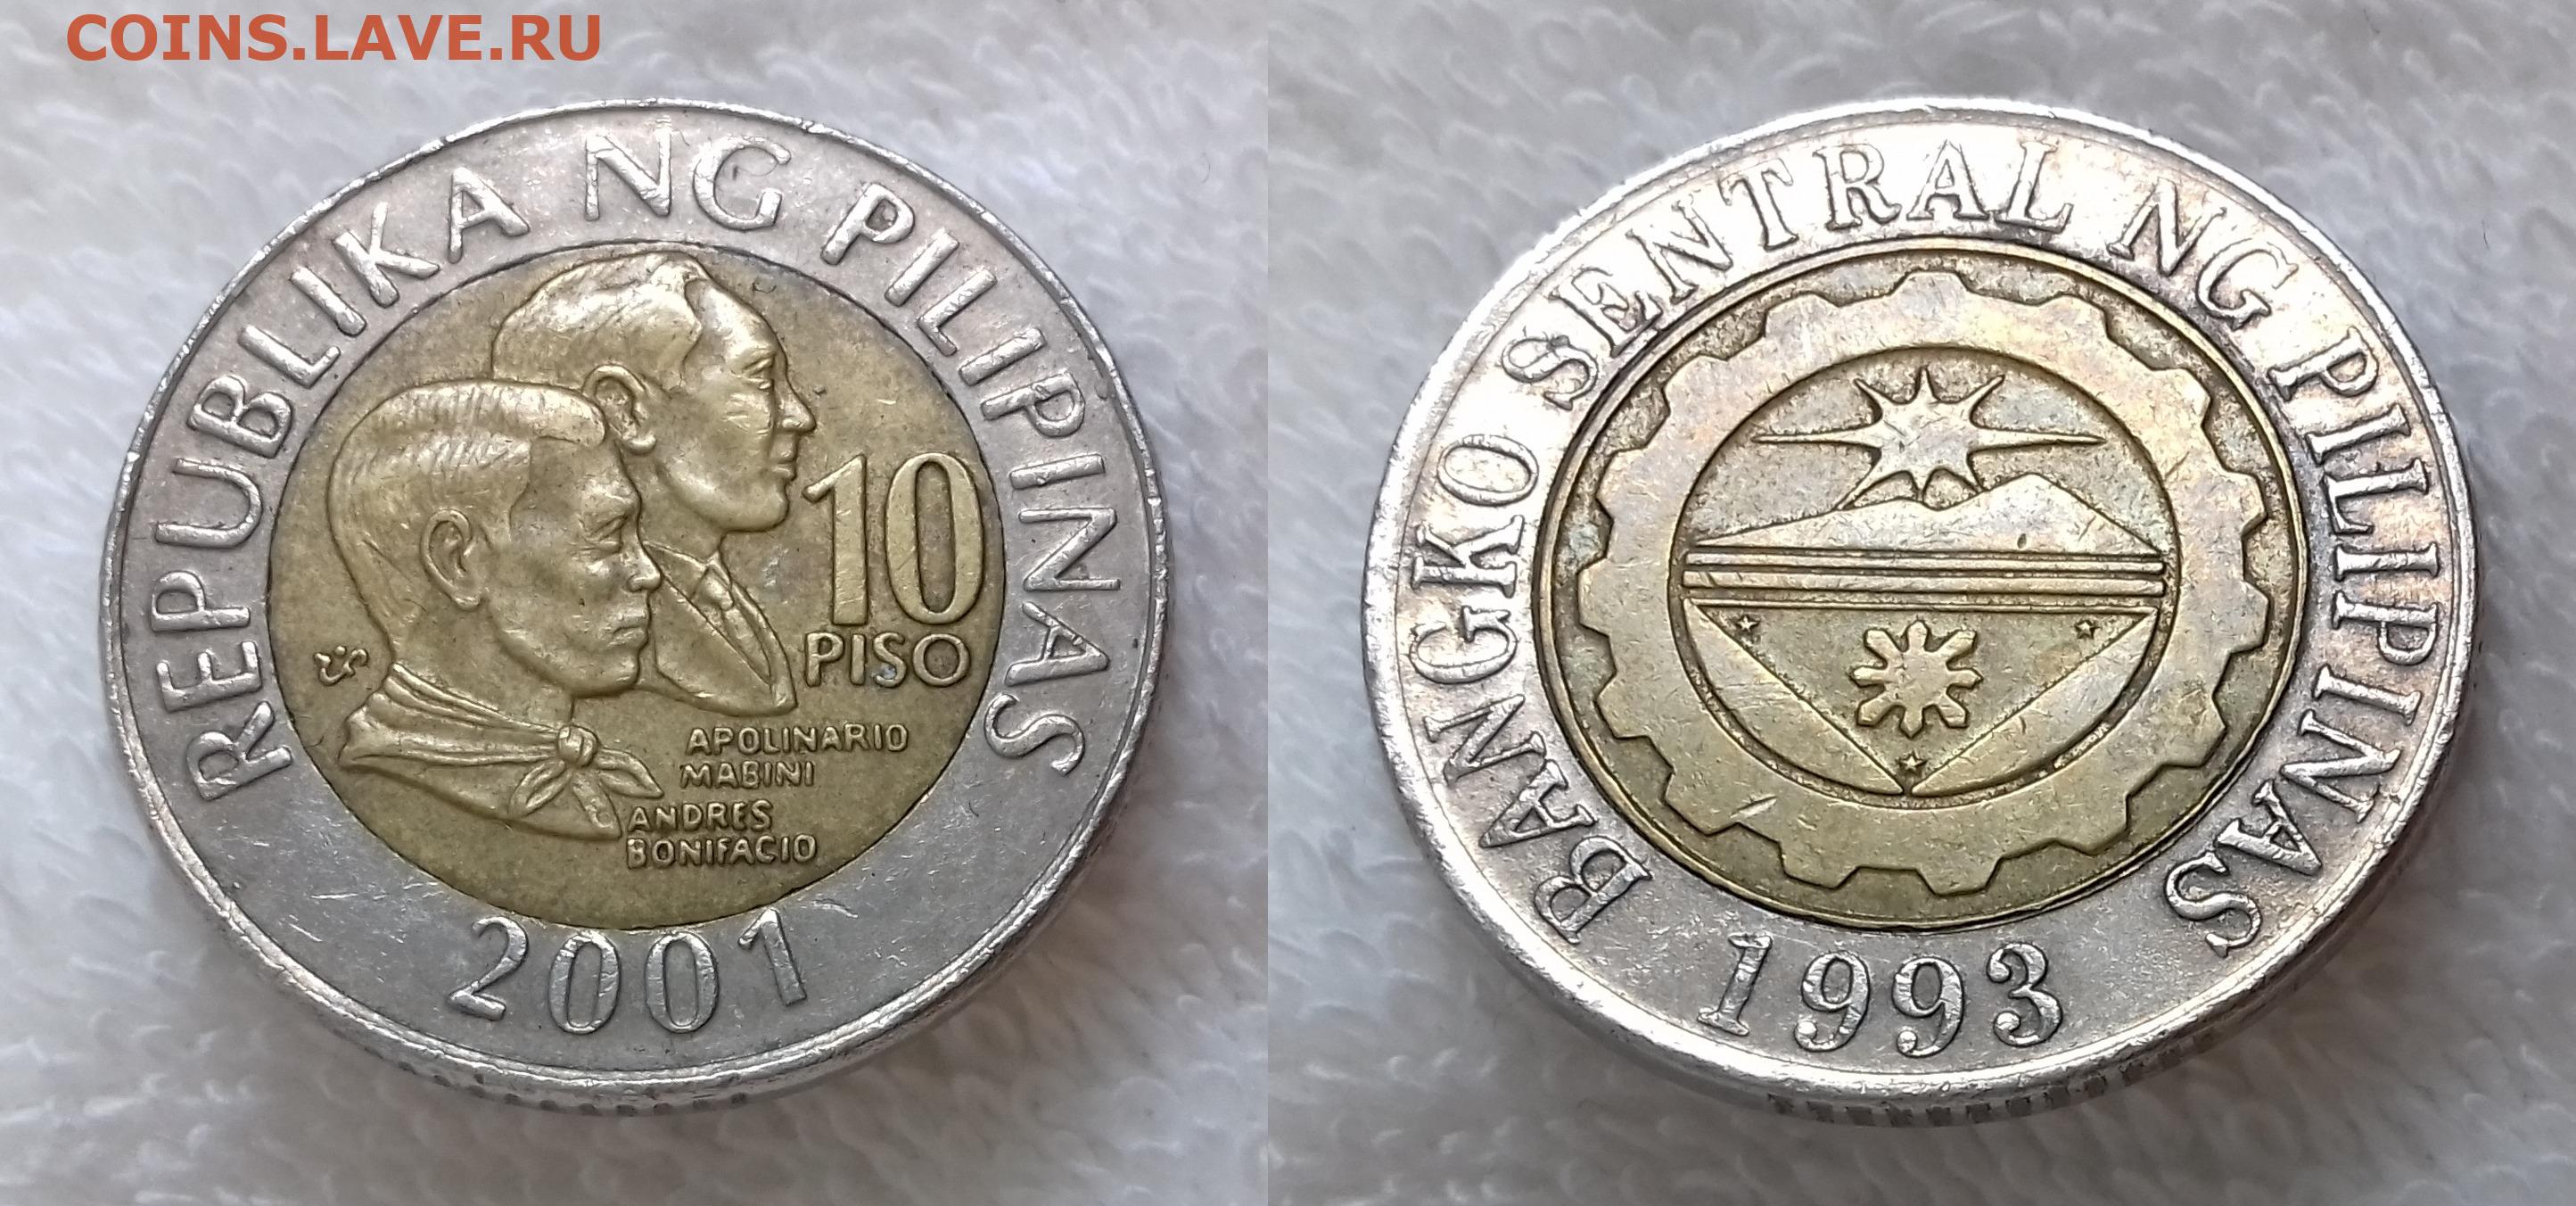 COINS.LAVE.RU
REPUBLIKA NG PILIPINAS
10
PISO
APOLINARIO
MABINI
ANDRES
BONIFACIO
2001
BANGKO SENTRAL NG PILIPINAS
1993